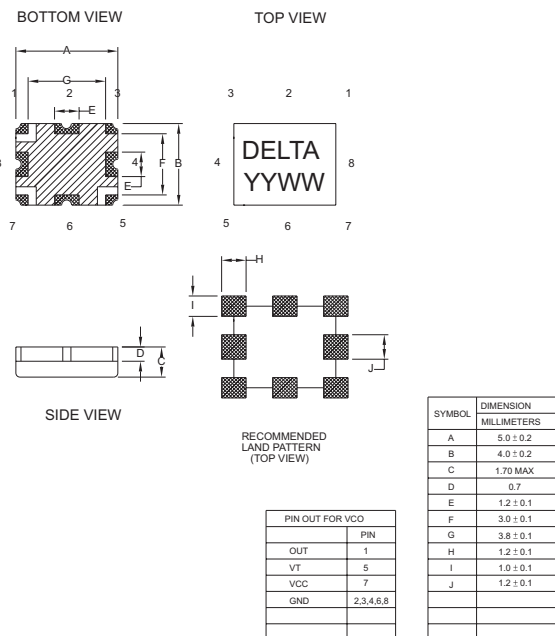 BOTTOM VIEW
TOP VIEW
A
G
1 2 3
E
4 F B
E
7 6 5
3 2 1
4 DELTA 8
YYWW
5 6 7
H
I
J
D C
SIDE VIEW
RECOMMENDED
LAND PATTERN
(TOP VIEW)
PIN OUT FOR VCO
PIN
OUT 1
VT 5
VCC 7
GND 2,3,4,6,8
SYMBOL DIMENSION
MILLIMETERS
A 5.0 ± 0.2
B 4.0 ± 0.2
C 1.70 MAX
D 0.7
E 1.2 ± 0.1
F 3.0 ± 0.1
G 3.8 ± 0.1
H 1.2 ± 0.1
I 1.0 ± 0.1
J 1.2 ± 0.1